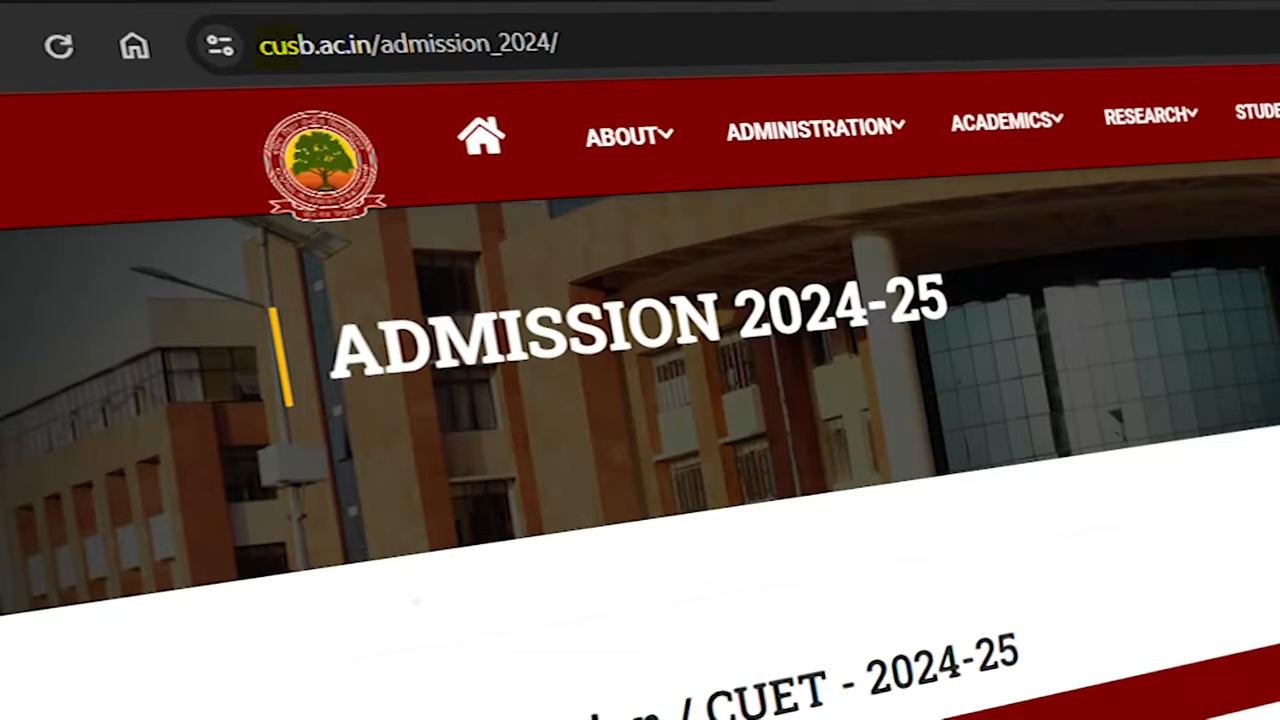 cusb.ac.in/admission_2024/
ABOUT ADMINISTRATION ACADEMICS RESEARCH
ADMISSION 2024-25
/ CUET - 2024-25